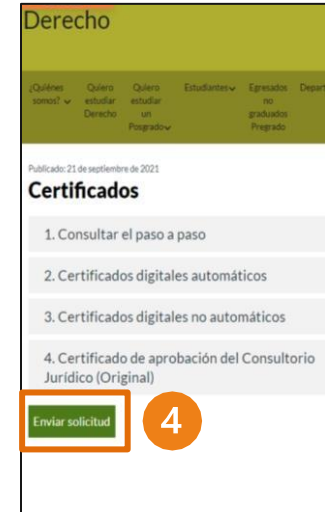 Derecho
¿Quiénes somos?
Quiero estudiar Derecho
Quiero estudiar un Posgrado
Estudiantes
Egresados no graduados Pregrado
Publicado: 21 de septiembre de 2021
Certificados
1. Consultar el paso a paso
2. Certificados digitales automáticos
3. Certificados digitales no automáticos
4. Certificado de aprobación del Consultorio
Jurídico (Original)
Enviar solicitud
4